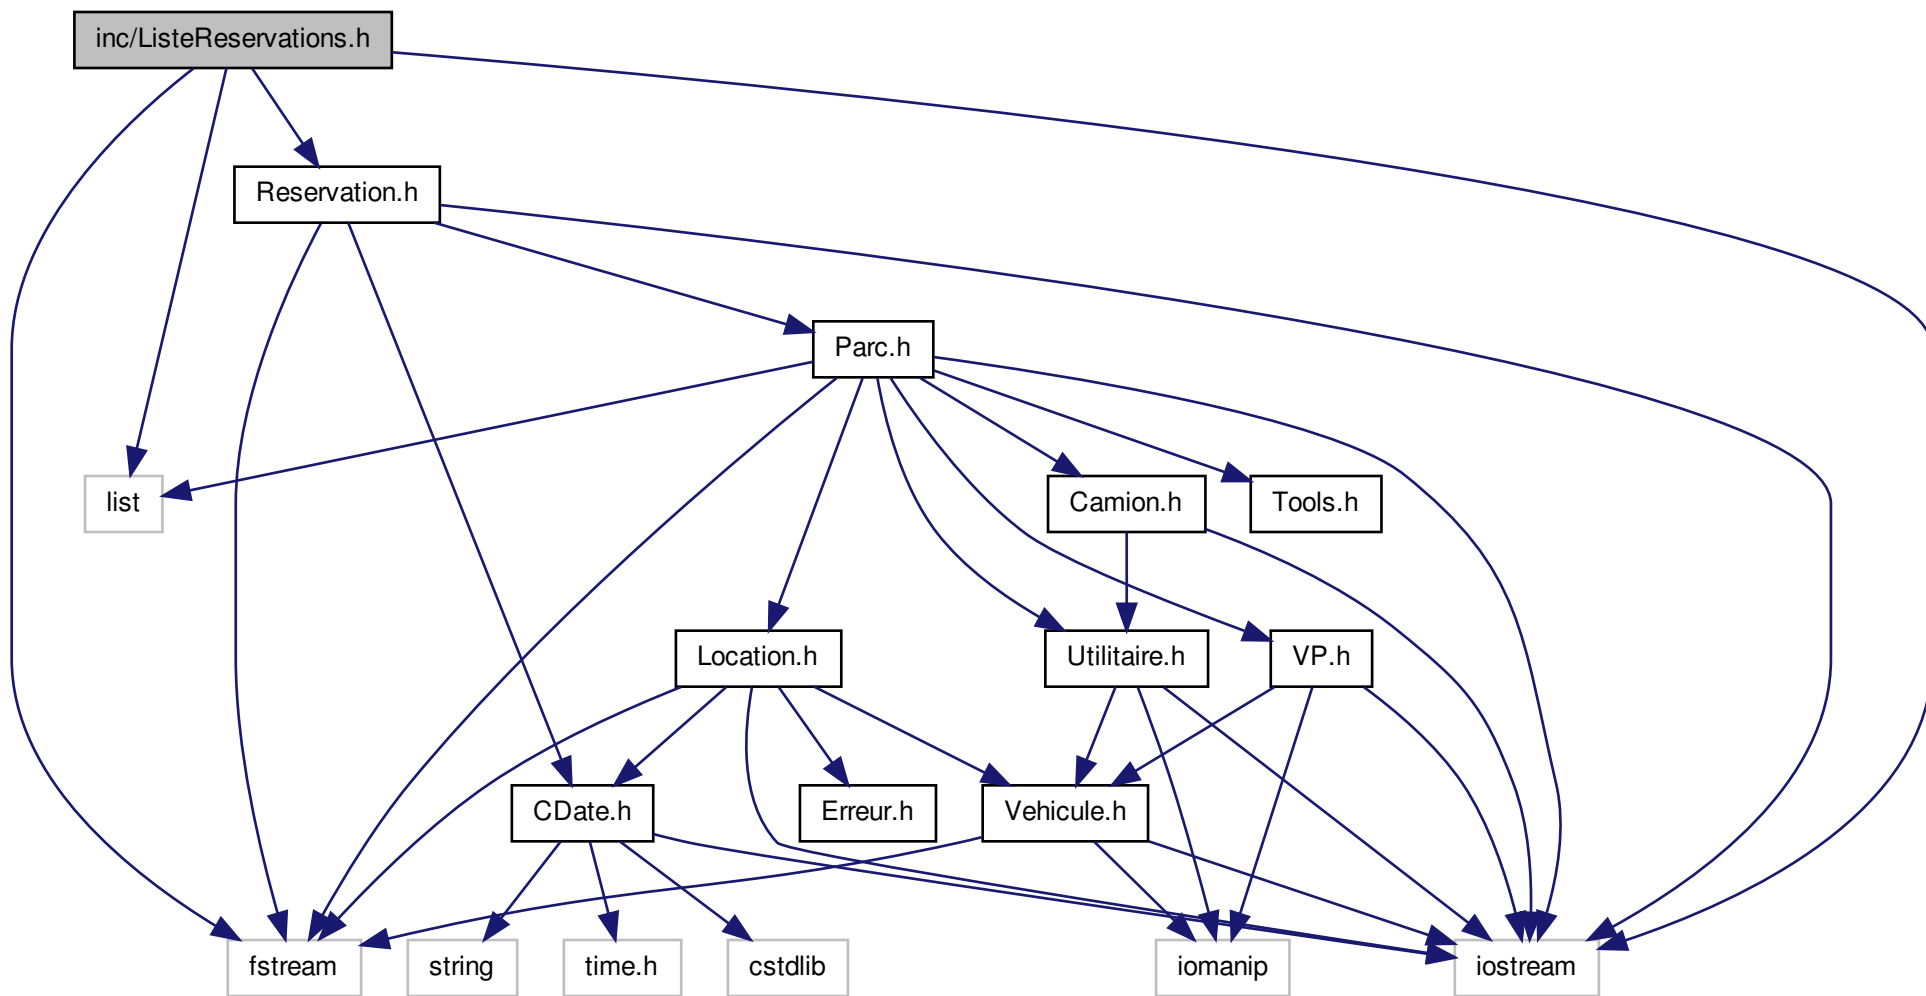 inc/ListeReservations.h
Reservation.h
Parc.h
list
Camion.h
Tools.h
Location.h
Utilitaire.h
VP.h
CDate.h
Erreur.h
Vehicule.h
fstream
string
time.h
cstdlib
iomanip
iostream